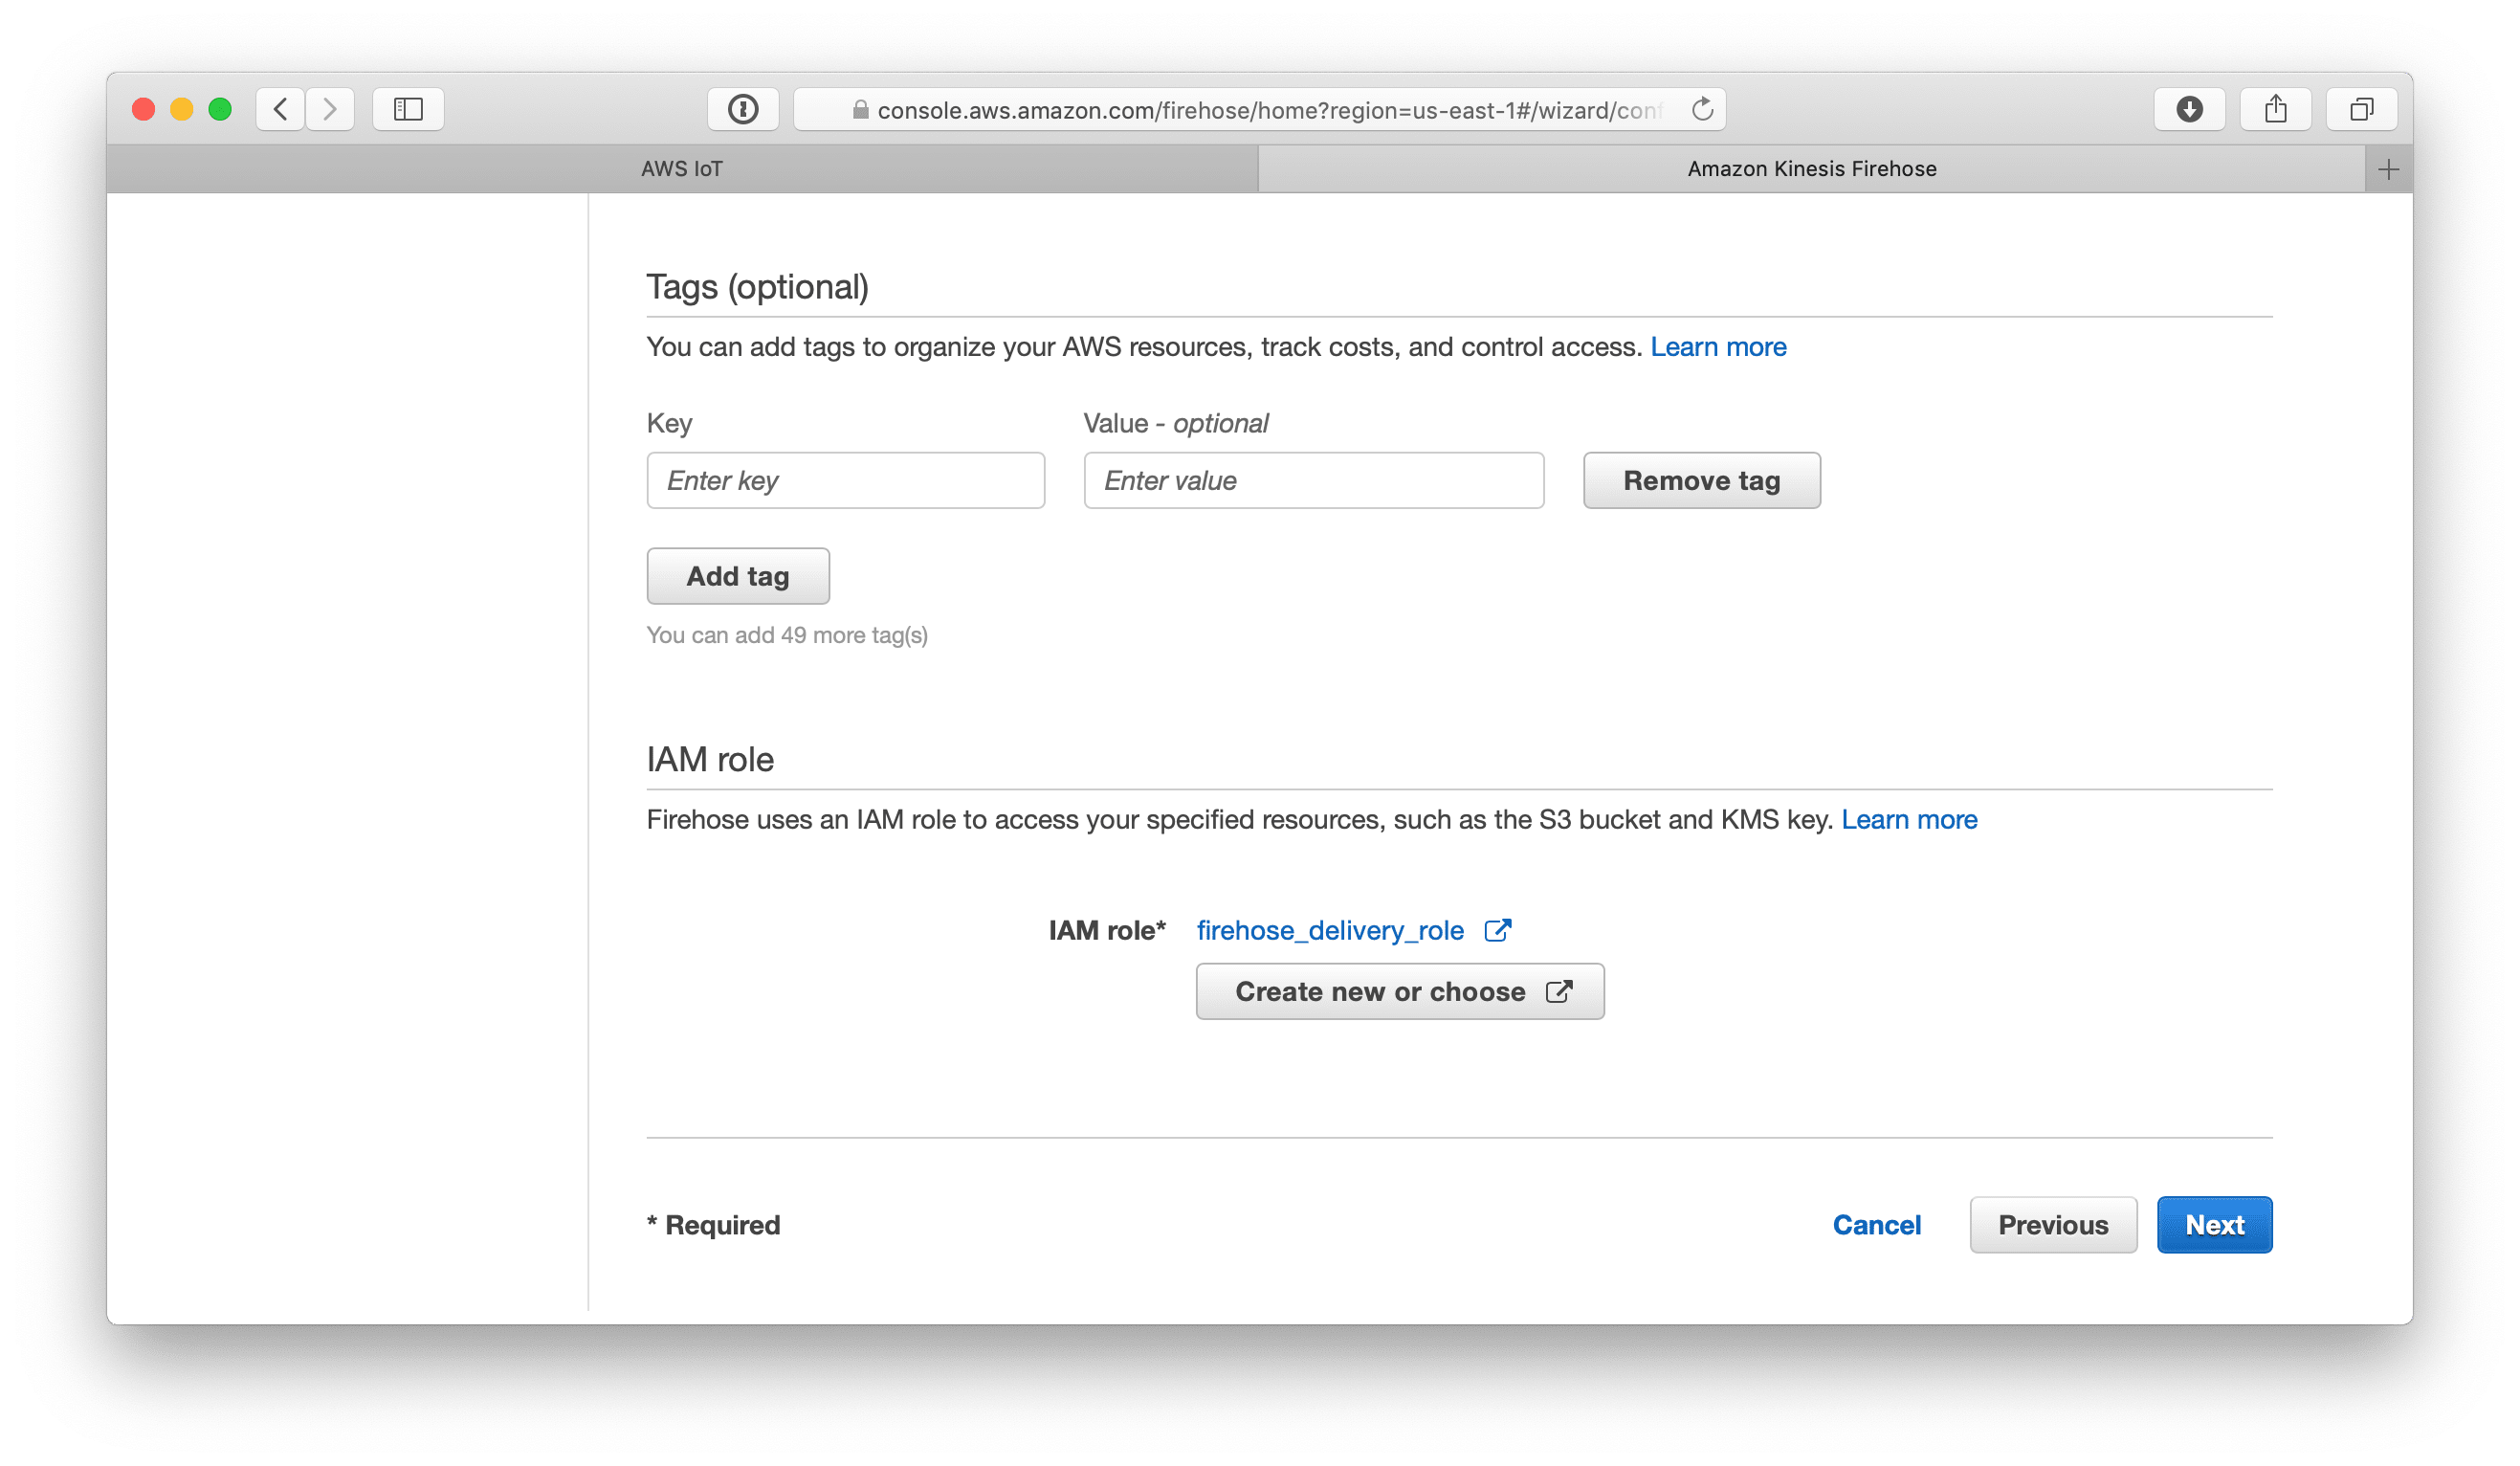 console.aws.amazon.com/firehose/home?region=us-east-1#/wizard/conf
AWS IoT
Amazon Kinesis Firehose
Tags (optional)
You can add tags to organize your AWS resources, track costs, and control access. Learn more
Key
Value - optional
Enter key
Enter value
Remove tag
Add tag
You can add 49 more tag(s)
IAM role
Firehose uses an IAM role to access your specified resources, such as the S3 bucket and KMS key. Learn more
IAM role*
firehose_delivery_role
Create new or choose
* Required
Cancel
Previous
Next